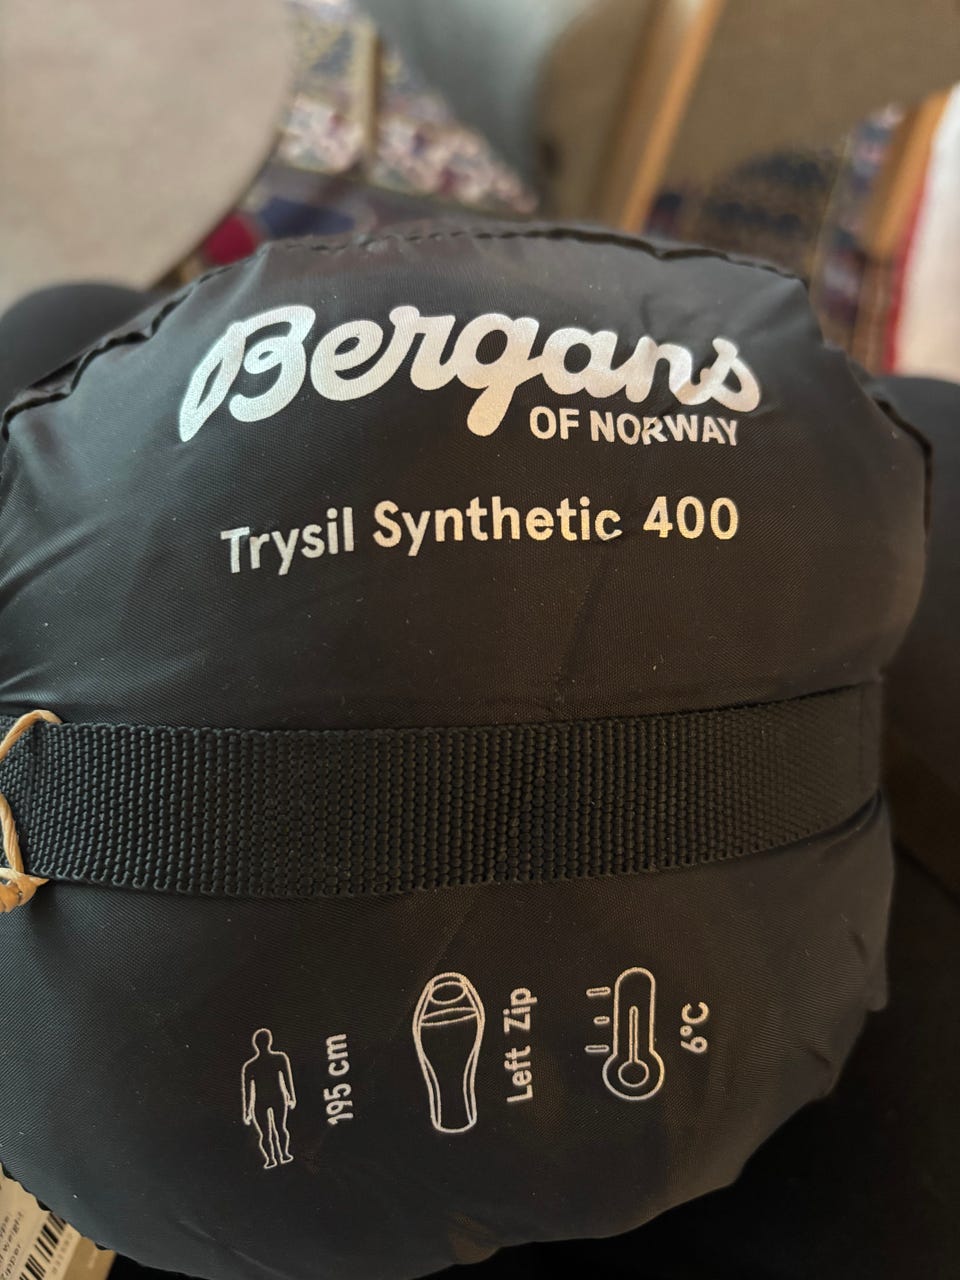 Bergans
OF NORWAY
Trysil Synthetic 400
195 cm
Left Zip
6°C